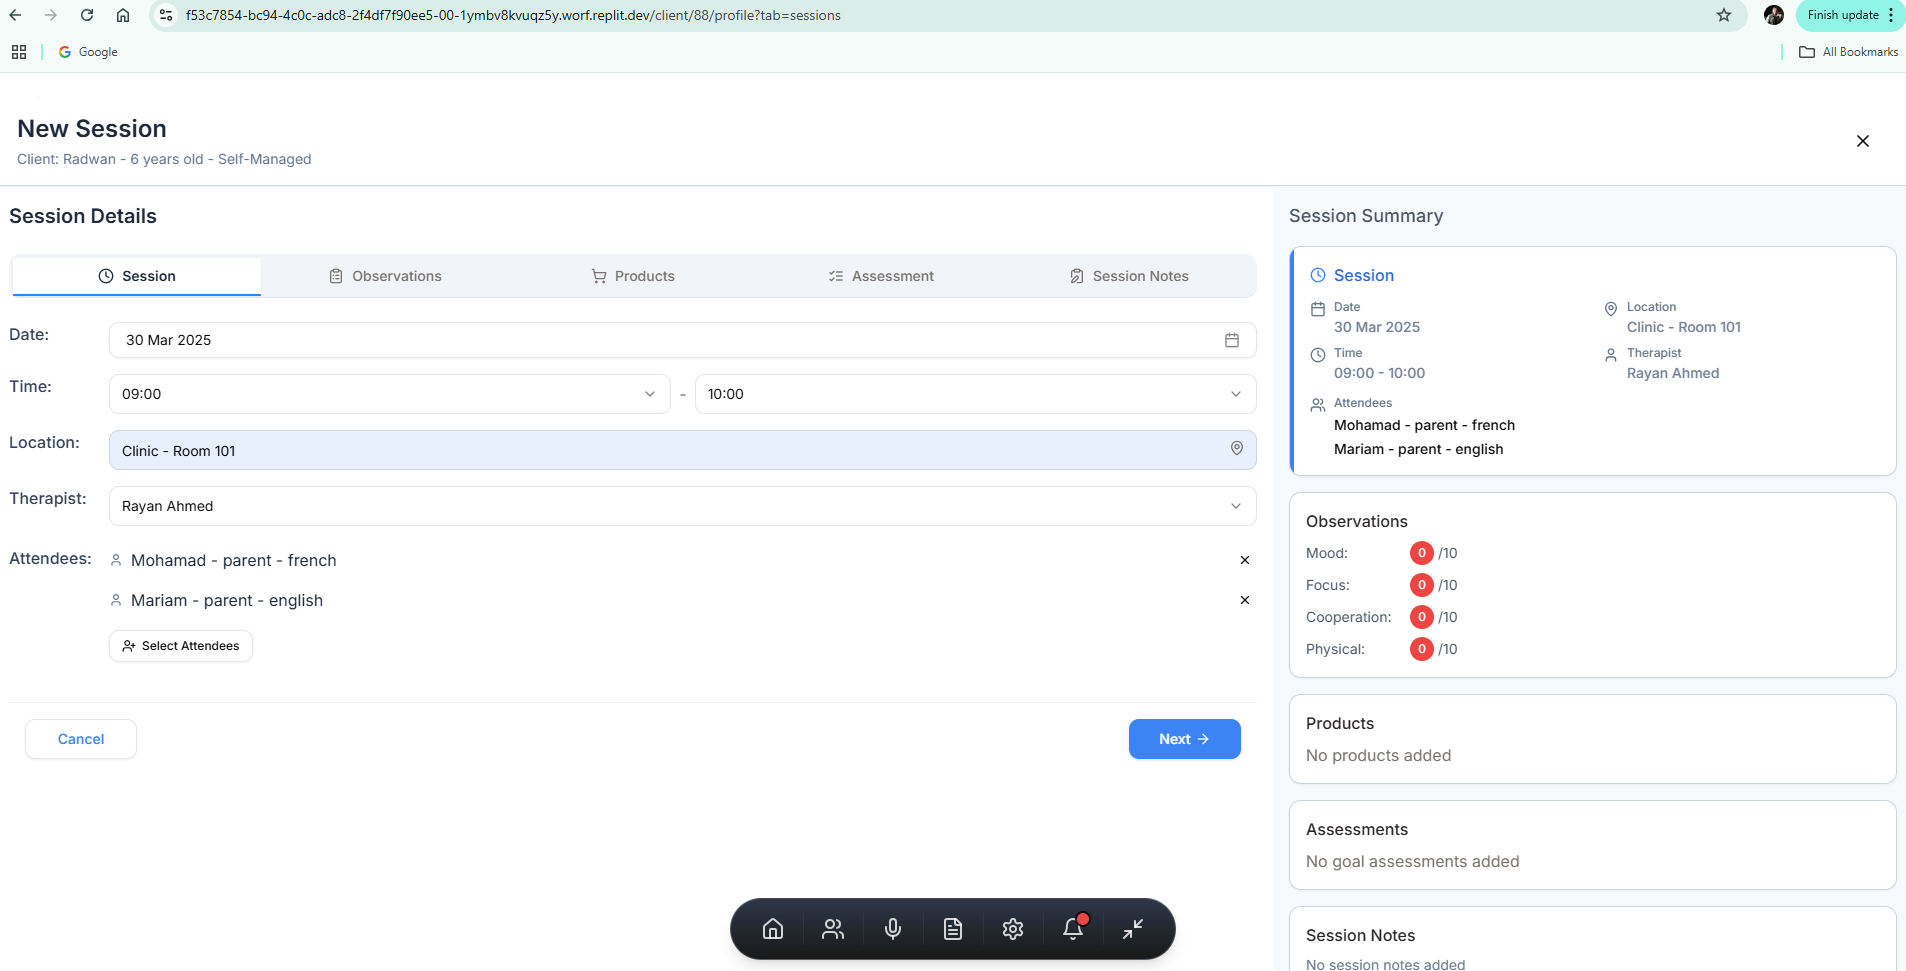 f53c7854-bc94-4c0c-adc8-2f4df7f90ee5-00-1ymbv8kvuqz5y.worf.replit.dev/client/88/profile?tab=sessions
Finish update
Google
All Bookmarks
New Session
Client: Radwan - 6 years old - Self-Managed
Session Details
Session
Observations
Products
Assessment
Session Notes
Date:
30 Mar 2025
Time:
09:00
-
10:00
Location:
Clinic - Room 101
Therapist:
Rayan Ahmed
Attendees:
Mohamad - parent - french
Mariam - parent - english
Select Attendees
Cancel
Next
Session Summary
Session
Date
30 Mar 2025
Location
Clinic - Room 101
Time
09:00 - 10:00
Therapist
Rayan Ahmed
Attendees
Mohamad - parent - french
Mariam - parent - english
Observations
Mood: 0 /10
Focus: 0 /10
Cooperation: 0 /10
Physical: 0 /10
Products
No products added
Assessments
No goal assessments added
Session Notes
No session notes added